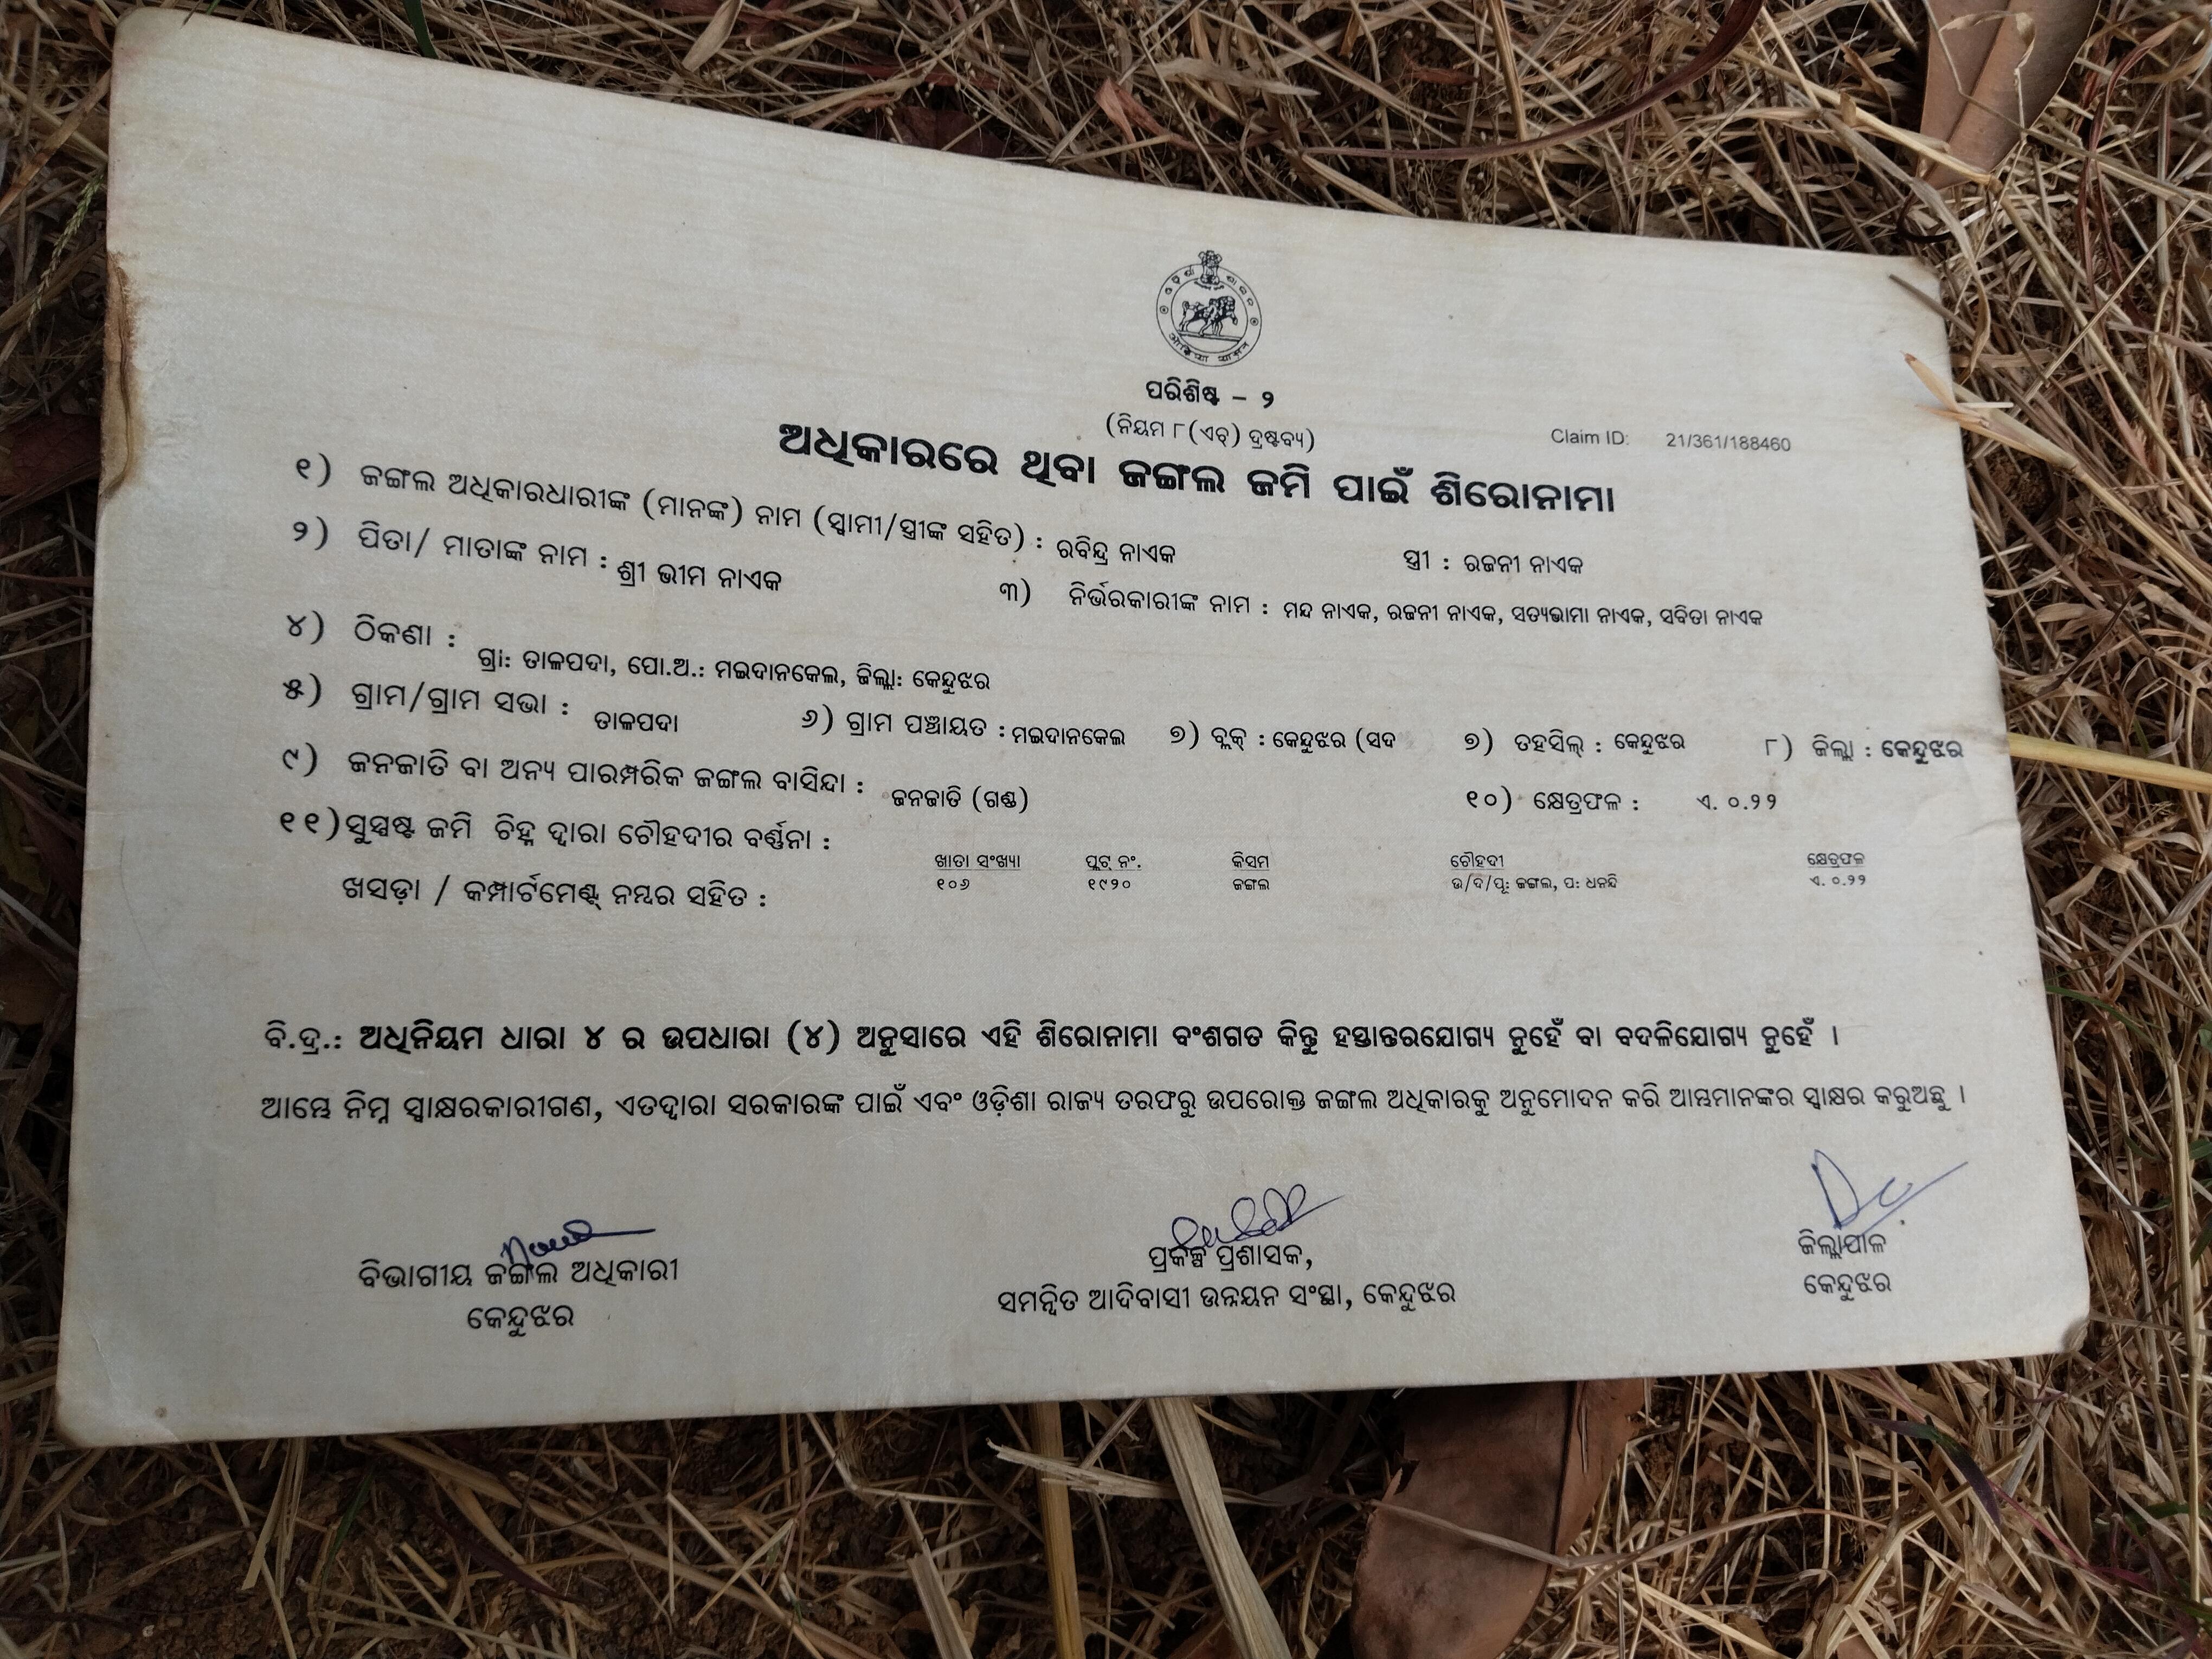 ଓଡ଼ିଶା ଶାସନ
ପରିଶିଷ୍ଟ – ୨
(ନିୟମ ୮(ଏଚ୍) ଦ୍ରଷ୍ଟବ୍ୟ)
Claim ID: 21/361/188460
ଅଧିକାରରେ ଥିବା ଜଙ୍ଗଲ ଜମି ପାଇଁ ଶିରୋନାମା
୧) ଜଙ୍ଗଲ ଅଧିକାରଧାରୀଙ୍କ (ମାନଙ୍କ) ନାମ (ସ୍ୱାମୀ/ସ୍ତ୍ରୀଙ୍କ ସହିତ) : ରବିନ୍ଦ୍ର ନାଏକ ସ୍ତ୍ରୀ : ରଜନୀ ନାଏକ
୨) ପିତା/ ମାତାଙ୍କ ନାମ : ଶ୍ରୀ ଭୀମ ନାଏକ ୩) ନିର୍ଭରକାରୀଙ୍କ ନାମ : ମନ୍ଦ ନାଏକ, ରଜନୀ ନାଏକ, ସତ୍ୟଭାମା ନାଏକ, ସବିତା ନାଏକ
୪) ଠିକଣା : ଗ୍ରା: ତାଳପଦା, ପୋ.ଅ.: ମଇଦାନକେଲ, ଜିଲ୍ଲା: କେନ୍ଦୁଝର
୫) ଗ୍ରାମ/ଗ୍ରାମ ସଭା : ତାଳପଦା ୬) ଗ୍ରାମ ପଞ୍ଚାୟତ : ମଇଦାନକେଲ ୭) ବ୍ଲକ୍ : କେନ୍ଦୁଝର (ସଦ ୭) ତହସିଲ୍ : କେନ୍ଦୁଝର ୮) ଜିଲ୍ଲା : କେନ୍ଦୁଝର
୯) ଜନଜାତି ବା ଅନ୍ୟ ପାରମ୍ପରିକ ଜଙ୍ଗଲ ବାସିନ୍ଦା : ଜନଜାତି (ଗଣ୍ଡ) ୧୦) କ୍ଷେତ୍ରଫଳ : ଏ. ୦.୨୨
୧୧) ସୁସ୍ପଷ୍ଟ ଜମି ଚିହ୍ନ ଦ୍ୱାରା ଚୌହଦୀର ବର୍ଣ୍ଣନା :
ଖାତା ସଂଖ୍ୟା ପ୍ଲଟ୍ ନଂ. କିସମ ଚୌହଦୀ କ୍ଷେତ୍ରଫଳ
୧୦୬ ୧୯୨୦ ଜଙ୍ଗଲ ଉ/ଦ/ପୂ: ଜଙ୍ଗଲ, ପ: ଧନନ୍ଦି ଏ. ୦.୨୨
ଖସଡ଼ା / କମ୍ପାର୍ଟମେଣ୍ଟ୍ ନମ୍ବର ସହିତ :
ବି.ଦ୍ର.: ଅଧିନିୟମ ଧାରା ୪ ର ଉପଧାରା (୪) ଅନୁସାରେ ଏହି ଶିରୋନାମା ବଂଶଗତ କିନ୍ତୁ ହସ୍ତାନ୍ତରଯୋଗ୍ୟ ନୁହେଁ ବା ବଦଳିଯୋଗ୍ୟ ନୁହେଁ ।
ଆମ୍ଭେ ନିମ୍ନ ସ୍ୱାକ୍ଷରକାରୀଗଣ, ଏତଦ୍ୱାରା ସରକାରଙ୍କ ପାଇଁ ଏବଂ ଓଡ଼ିଶା ରାଜ୍ୟ ତରଫରୁ ଉପରୋକ୍ତ ଜଙ୍ଗଲ ଅଧିକାରକୁ ଅନୁମୋଦନ କରି ଆମ୍ଭମାନଙ୍କର ସ୍ୱାକ୍ଷର କରୁଅଛୁ ।
ବିଭାଗୀୟ ଜଙ୍ଗଲ ଅଧିକାରୀ
କେନ୍ଦୁଝର
ପ୍ରକଳ୍ପ ପ୍ରଶାସକ,
ସମନ୍ୱିତ ଆଦିବାସୀ ଉନ୍ନୟନ ସଂସ୍ଥା, କେନ୍ଦୁଝର
ଜିଲ୍ଲାପାଳ
କେନ୍ଦୁଝର